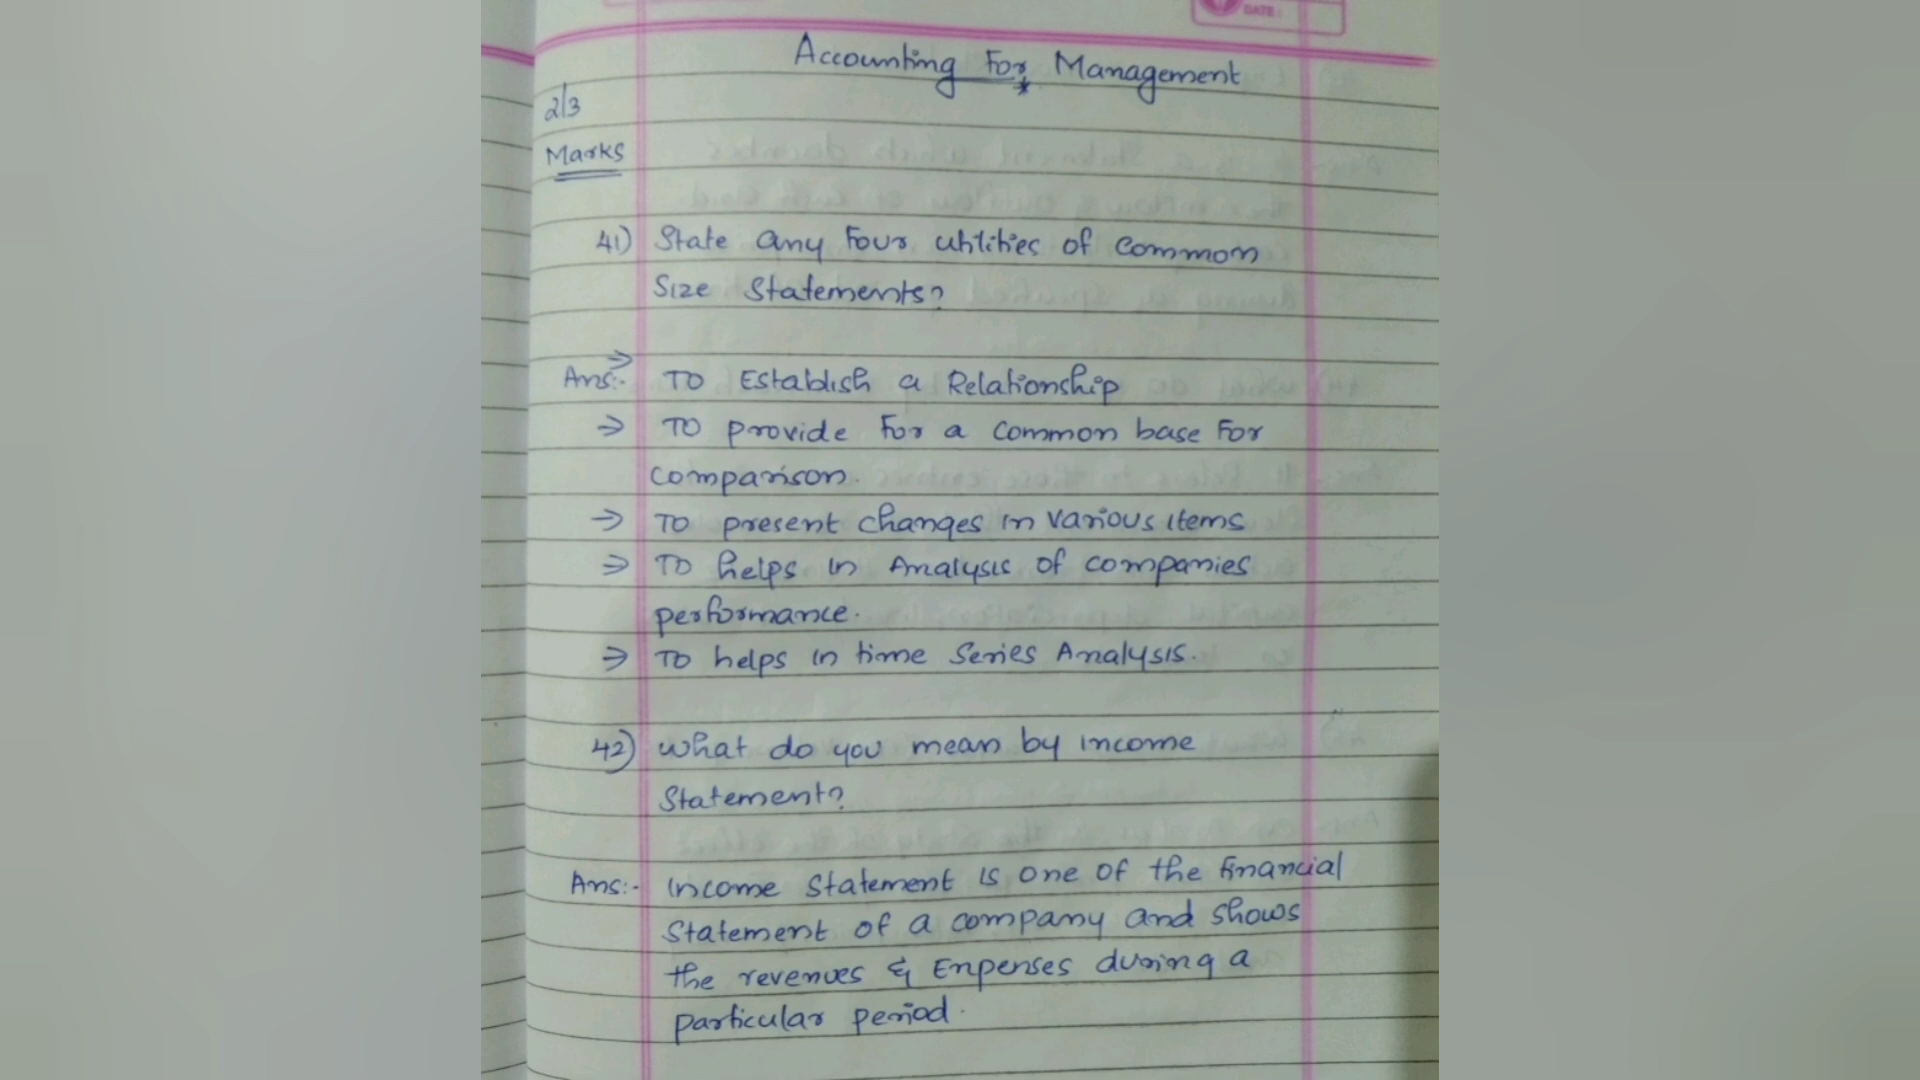 DATE:
Accounting For Management
2/3
Marks
41) State any Four utilities of Common
Size Statements?
Ans:- → To Establish a Relationship
→ To provide For a common base For
comparison.
→ To present changes in various items
→ To helps in Analysis of companies
performance.
→ To helps in time Series Analysis.
42) What do you mean by income
Statement?
Ans:- Income Statement is one of the financial
Statement of a company and shows
the revenues & Enpenses during a
particular period.